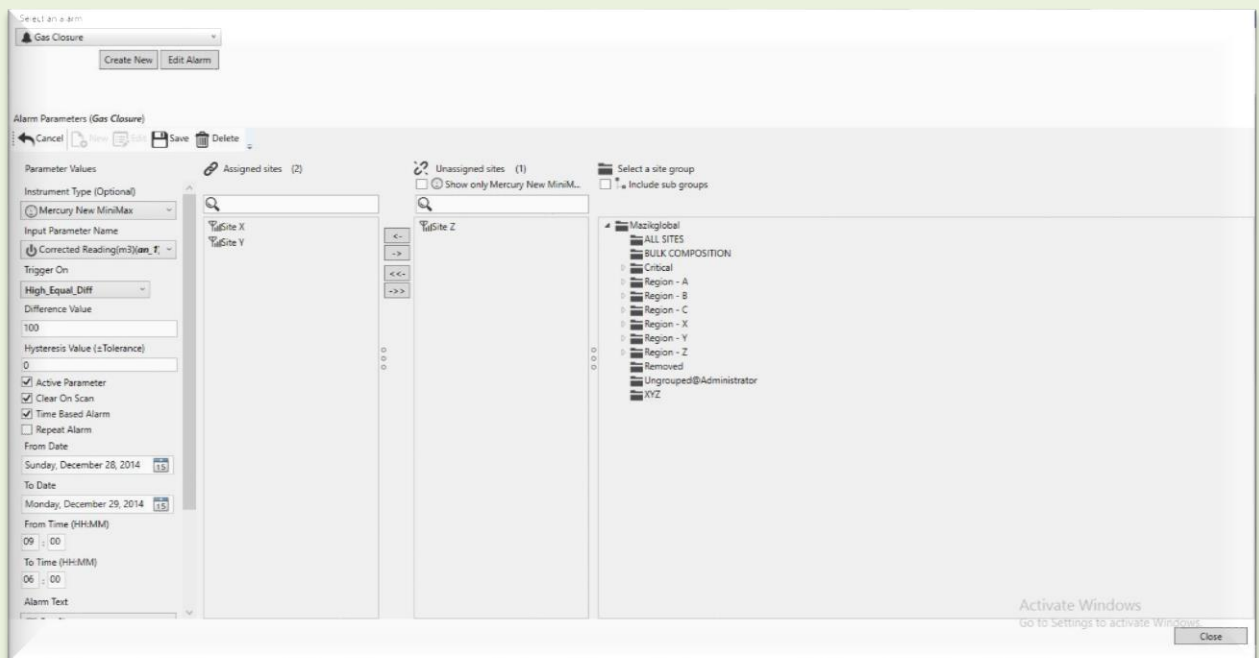 Select an alarm
Gas Closure
Create New Edit Alarm
Alarm Parameters (Gas Closure)
Cancel New Edit Save Delete
Parameter Values
Instrument Type (Optional)
Mercury New MiniMax
Input Parameter Name
Corrected Reading(m3)(an_1
Trigger On
High_Equal_Diff
Difference Value
100
Hysteresis Value (±Tolerance)
0
Active Parameter
Clear On Scan
Time Based Alarm
Repeat Alarm
From Date
Sunday, December 28, 2014 15
To Date
Monday, December 29, 2014 15
From Time (HH:MM)
09 : 00
To Time (HH:MM)
06 : 00
Alarm Text
Assigned sites (2)
Site X
Site Y
<-
->
<<-
->>
Unassigned sites (1)
Show only Mercury New MiniM...
Site Z
Select a site group
Include sub groups
Mazikglobal
ALL SITES
BULK COMPOSITION
Critical
Region - A
Region - B
Region - C
Region - X
Region - Y
Region - Z
Removed
Ungrouped@Administrator
XYZ
Activate Windows
Go to Settings to activate Windows.
Close